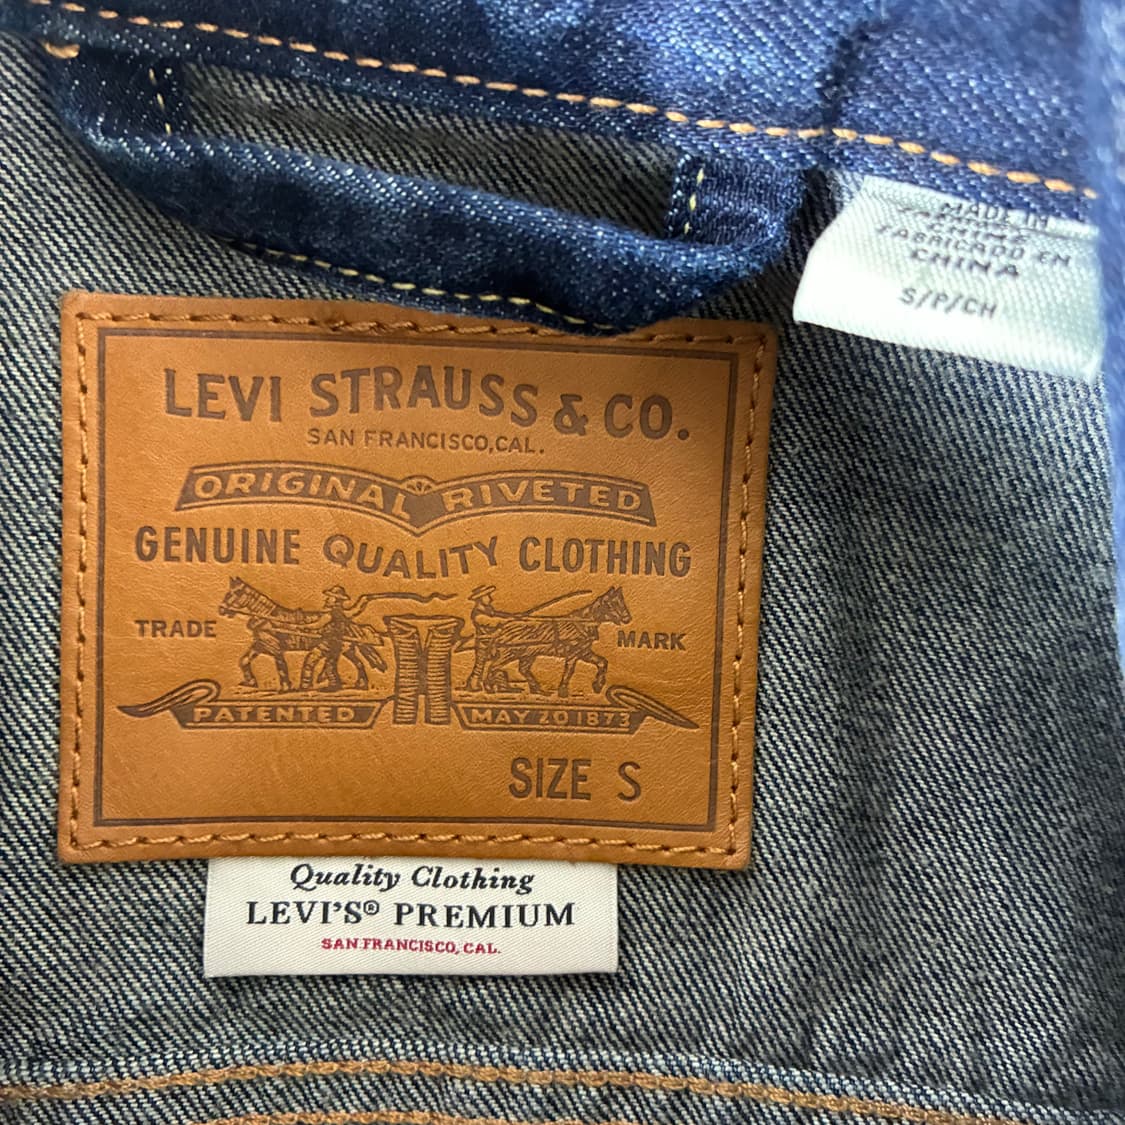 LEVI STRAUSS & CO.
SAN FRANCISCO, CAL.
ORIGINAL RIVETED
GENUINE QUALITY CLOTHING
TRADE MARK
PATENTED MAY 20 1873
SIZE S
Quality Clothing
LEVI'S® PREMIUM
SAN FRANCISCO, CAL.
MADE IN
FABRICADO EN
CHINA
S/P/CH